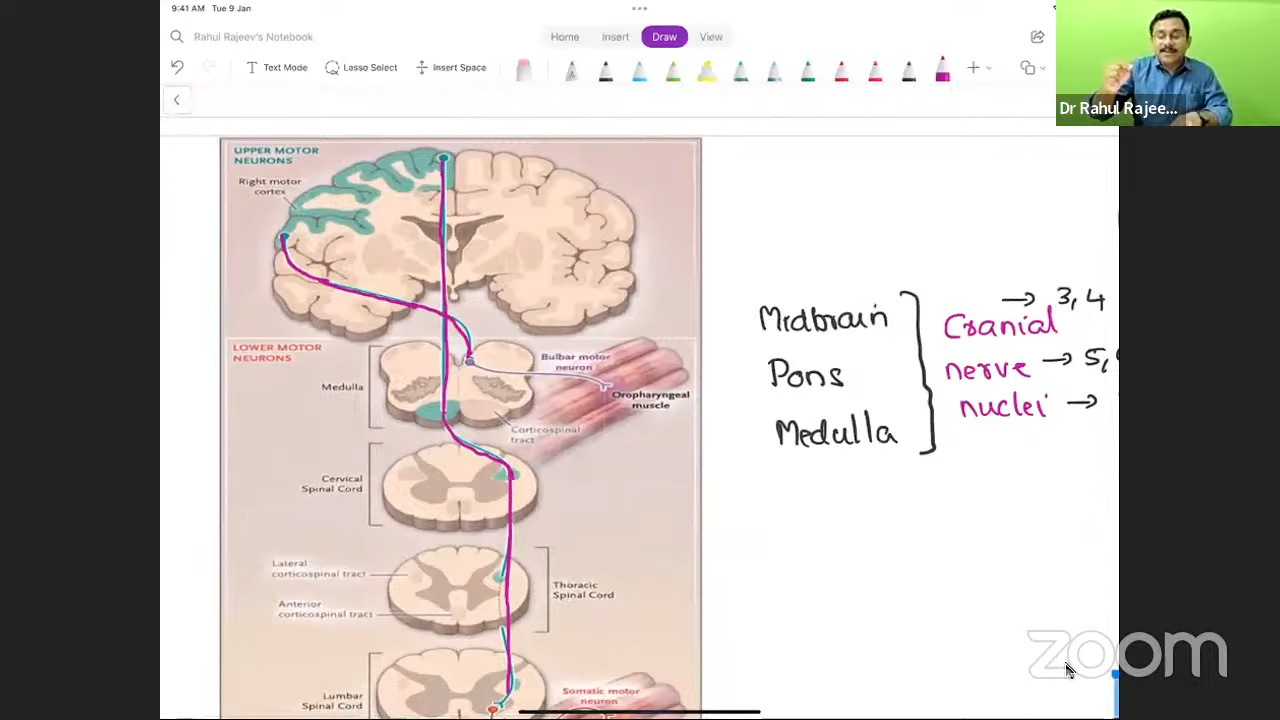 9:41 AM Tue 9 Jan
Rahul Rajeev's Notebook
Home Insert Draw View
Text Mode Lasso Select Insert Space
Dr Rahul Rajee...
UPPER MOTOR
NEURONS
Right motor
cortex
LOWER MOTOR
NEURONS
Medulla
Bulbar motor
neuron
Oropharyngeal
muscle
Corticospinal
tract
Cervical
Spinal Cord
Lateral
corticospinal tract
Anterior
corticospinal tract
Thoracic
Spinal Cord
Lumbar
Spinal Cord
Somatic motor
neuron
Midbrain
Pons
Medulla
→ 3, 4
Cranial
nerve → 5,
nuclei →
zoom